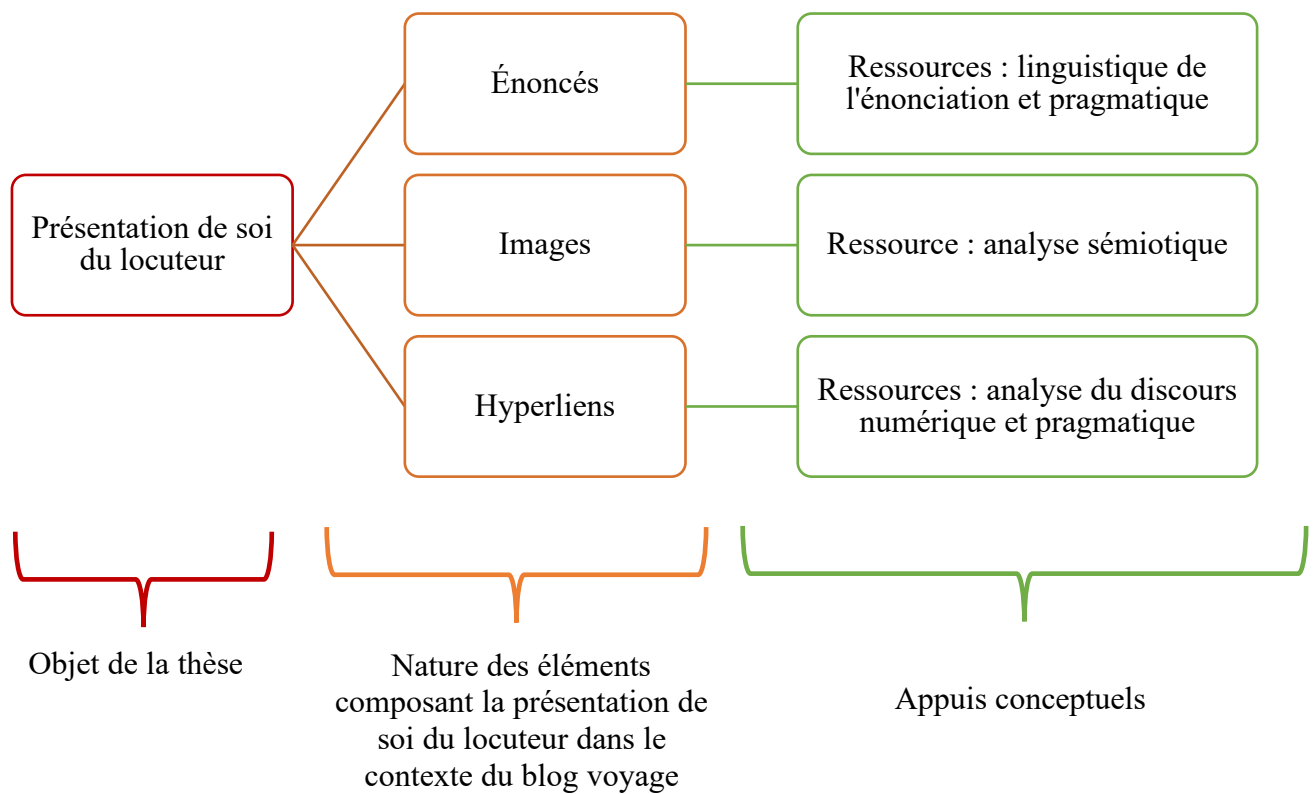 Énoncés
Ressources : linguistique de
l'énonciation et pragmatique
Présentation de soi
du locuteur
Images
Ressource : analyse sémiotique
Hyperliens
Ressources : analyse du discours
numérique et pragmatique
Objet de la thèse
Nature des éléments
composant la présentation de
soi du locuteur dans le
contexte du blog voyage
Appuis conceptuels